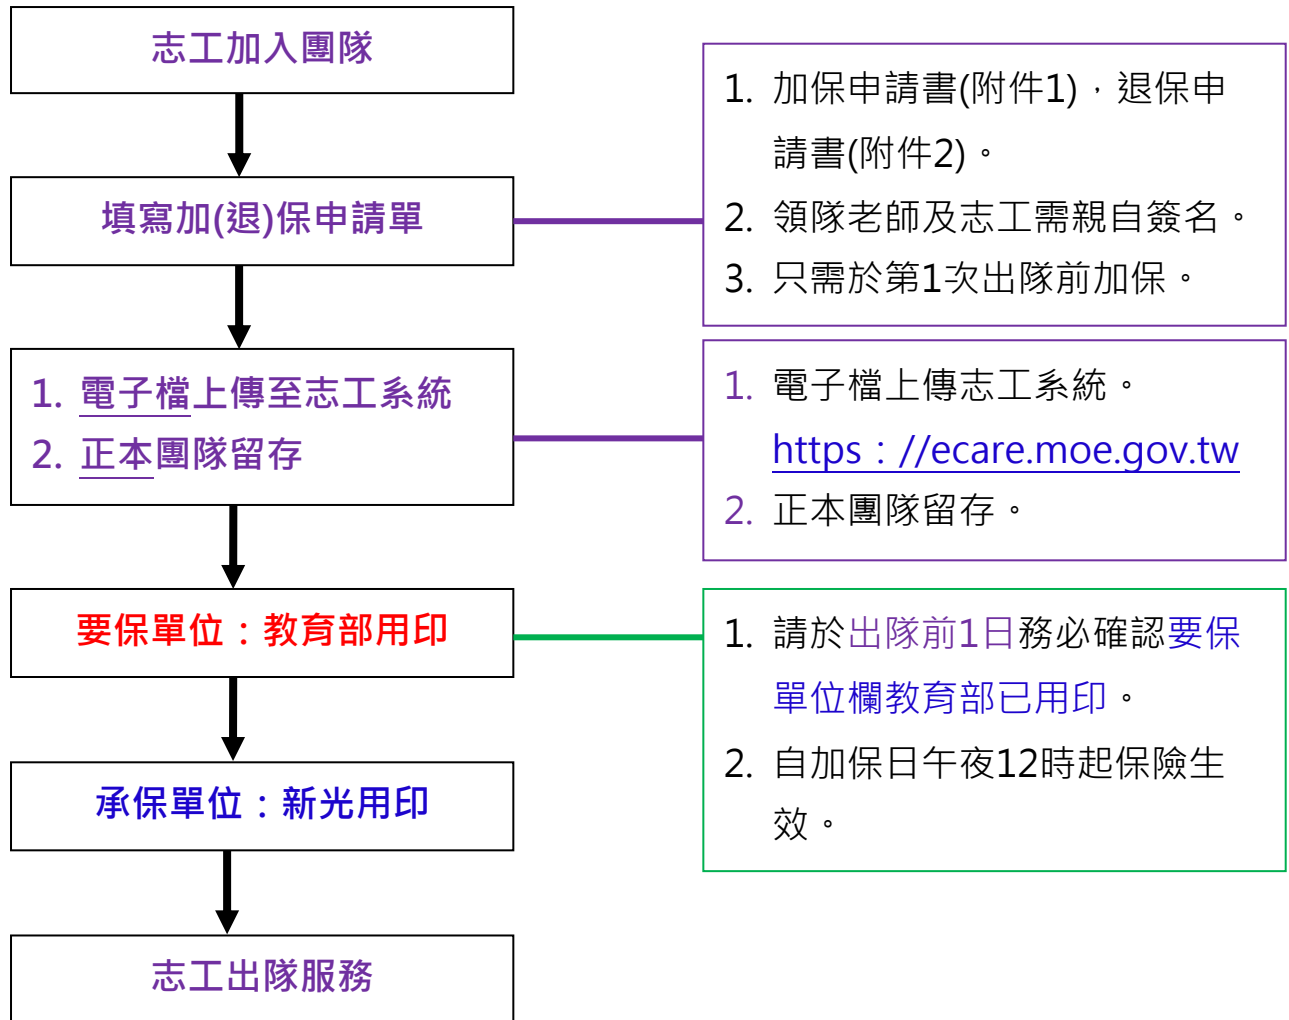 志工加入團隊
填寫加(退)保申請單
1. 加保申請書(附件1)，退保申
請書(附件2)。
2. 領隊老師及志工需親自簽名。
3. 只需於第1次出隊前加保。
1. 電子檔上傳至志工系統
2. 正本團隊留存
1. 電子檔上傳志工系統。
https：//ecare.moe.gov.tw
2. 正本團隊留存。
要保單位：教育部用印
1. 請於出隊前1日務必確認要保
單位欄教育部已用印。
2. 自加保日午夜12時起保險生
效。
承保單位：新光用印
志工出隊服務